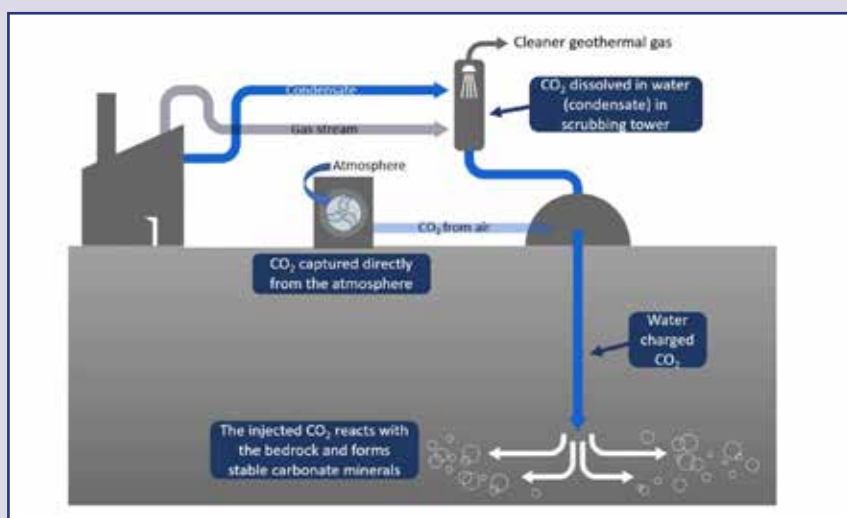 Cleaner geothermal gas
Condensate
CO₂ dissolved in water
(condensate) in
scrubbing tower
Gas stream
Atmosphere
CO₂ from air
CO₂ captured directly
from the atmosphere
Water
charged
CO₂
The injected CO₂ reacts with
the bedrock and forms
stable carbonate minerals